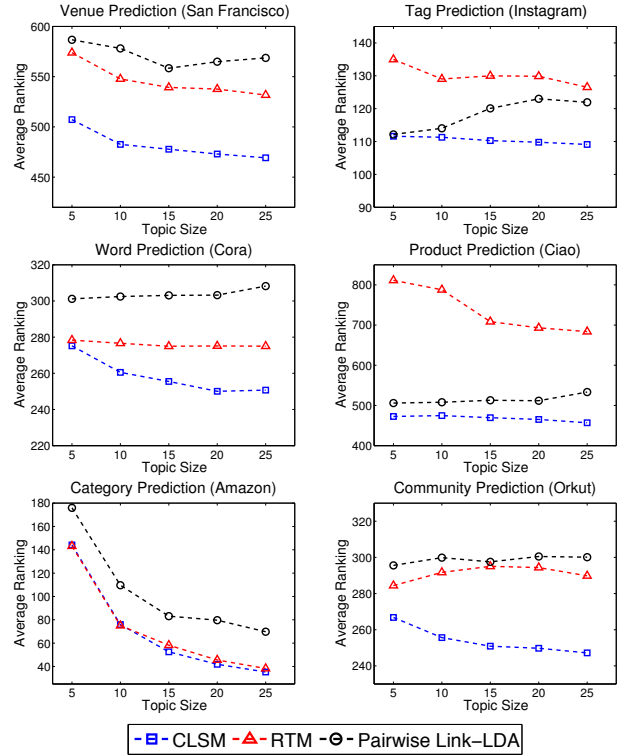 Venue Prediction (San Francisco)
600
550
500
450
Average Ranking
5 10 15 20 25
Topic Size
Tag Prediction (Instagram)
140
130
120
110
100
90
Average Ranking
5 10 15 20 25
Topic Size
Word Prediction (Cora)
320
300
280
260
240
220
Average Ranking
5 10 15 20 25
Topic Size
Product Prediction (Ciao)
800
700
600
500
400
Average Ranking
5 10 15 20 25
Topic Size
Category Prediction (Amazon)
180
160
140
120
100
80
60
40
Average Ranking
5 10 15 20 25
Topic Size
Community Prediction (Orkut)
320
300
280
260
240
Average Ranking
5 10 15 20 25
Topic Size
CLSM RTM Pairwise Link−LDA